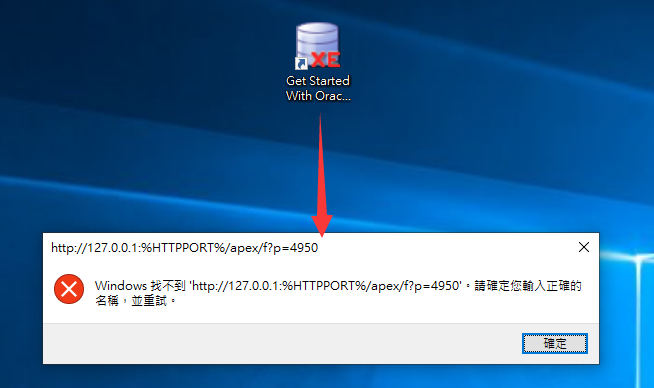 XE
Get Started
With Orac...
http://127.0.0.1:%HTTPPORT%/apex/f?p=4950
Windows 找不到 'http://127.0.0.1:%HTTPPORT%/apex/f?p=4950'。請確定您輸入正確的
名稱，並重試。
確定